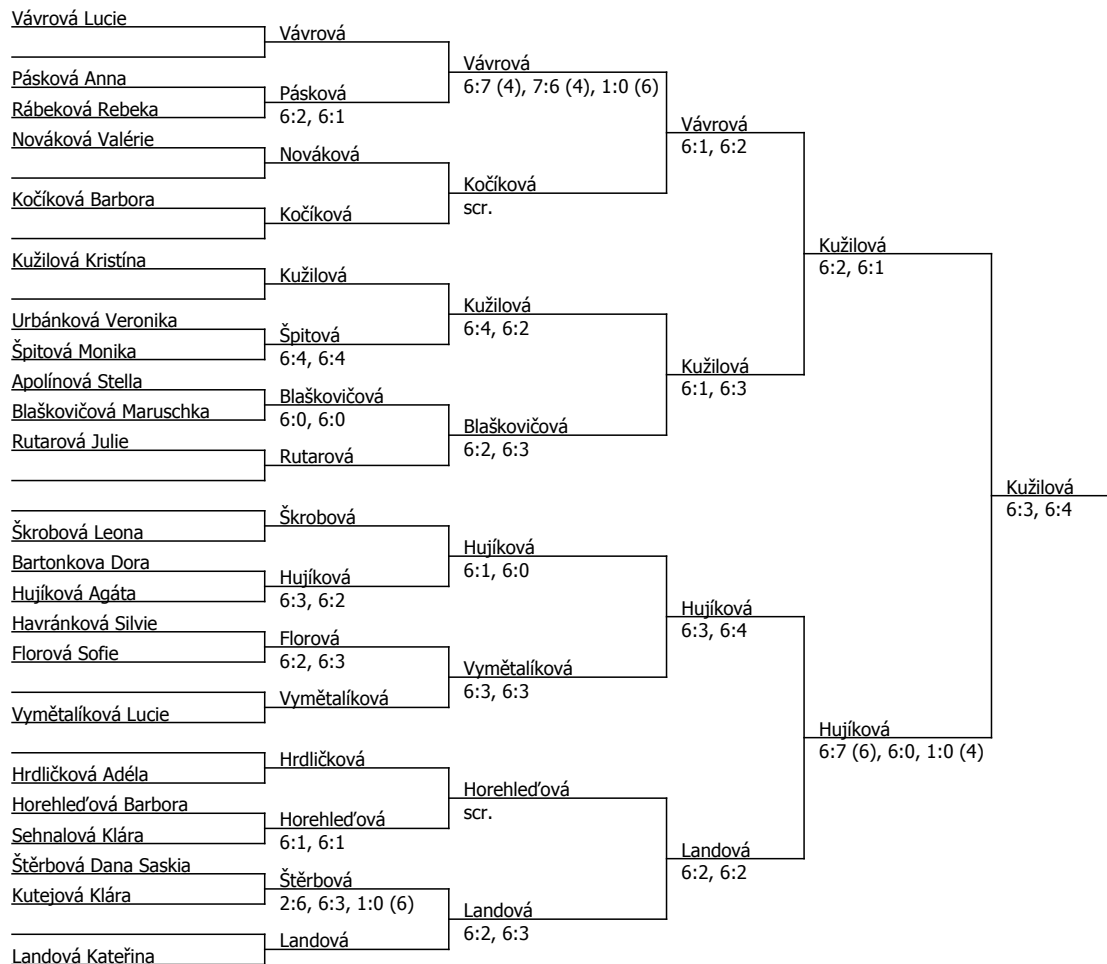 Vávrová Lucie
Vávrová
Vávrová
6:7 (4), 7:6 (4), 1:0 (6)
Pásková Anna
Pásková
Rábeková Rebeka
6:2, 6:1
Vávrová
6:1, 6:2
Nováková Valérie
Nováková
Kočíková
scr.
Kočíková Barbora
Kočíková
Kužilová
6:2, 6:1
Kužilová Kristína
Kužilová
Kužilová
6:4, 6:2
Urbánková Veronika
Špitová
Špitová Monika
6:4, 6:4
Kužilová
6:1, 6:3
Apolínová Stella
Blaškovičová
Blaškovičová Maruschka
6:0, 6:0
Blaškovičová
6:2, 6:3
Rutarová Julie
Rutarová
Kužilová
6:3, 6:4
Škrobová
Škrobová Leona
Hujíková
6:1, 6:0
Bartonkova Dora
Hujíková
Hujíková Agáta
6:3, 6:2
Hujíková
6:3, 6:4
Havránková Silvie
Florová
Florová Sofie
6:2, 6:3
Vymětalíková
6:3, 6:3
Vymětalíková
Vymětalíková Lucie
Hujíková
6:7 (6), 6:0, 1:0 (4)
Hrdličková
Hrdličková Adéla
Horehleďová
scr.
Horehleďová Barbora
Horehleďová
Sehnalová Klára
6:1, 6:1
Landová
6:2, 6:2
Štěrbová Dana Saskia
Štěrbová
Kutejová Klára
2:6, 6:3, 1:0 (6)
Landová
6:2, 6:3
Landová
Landová Kateřina